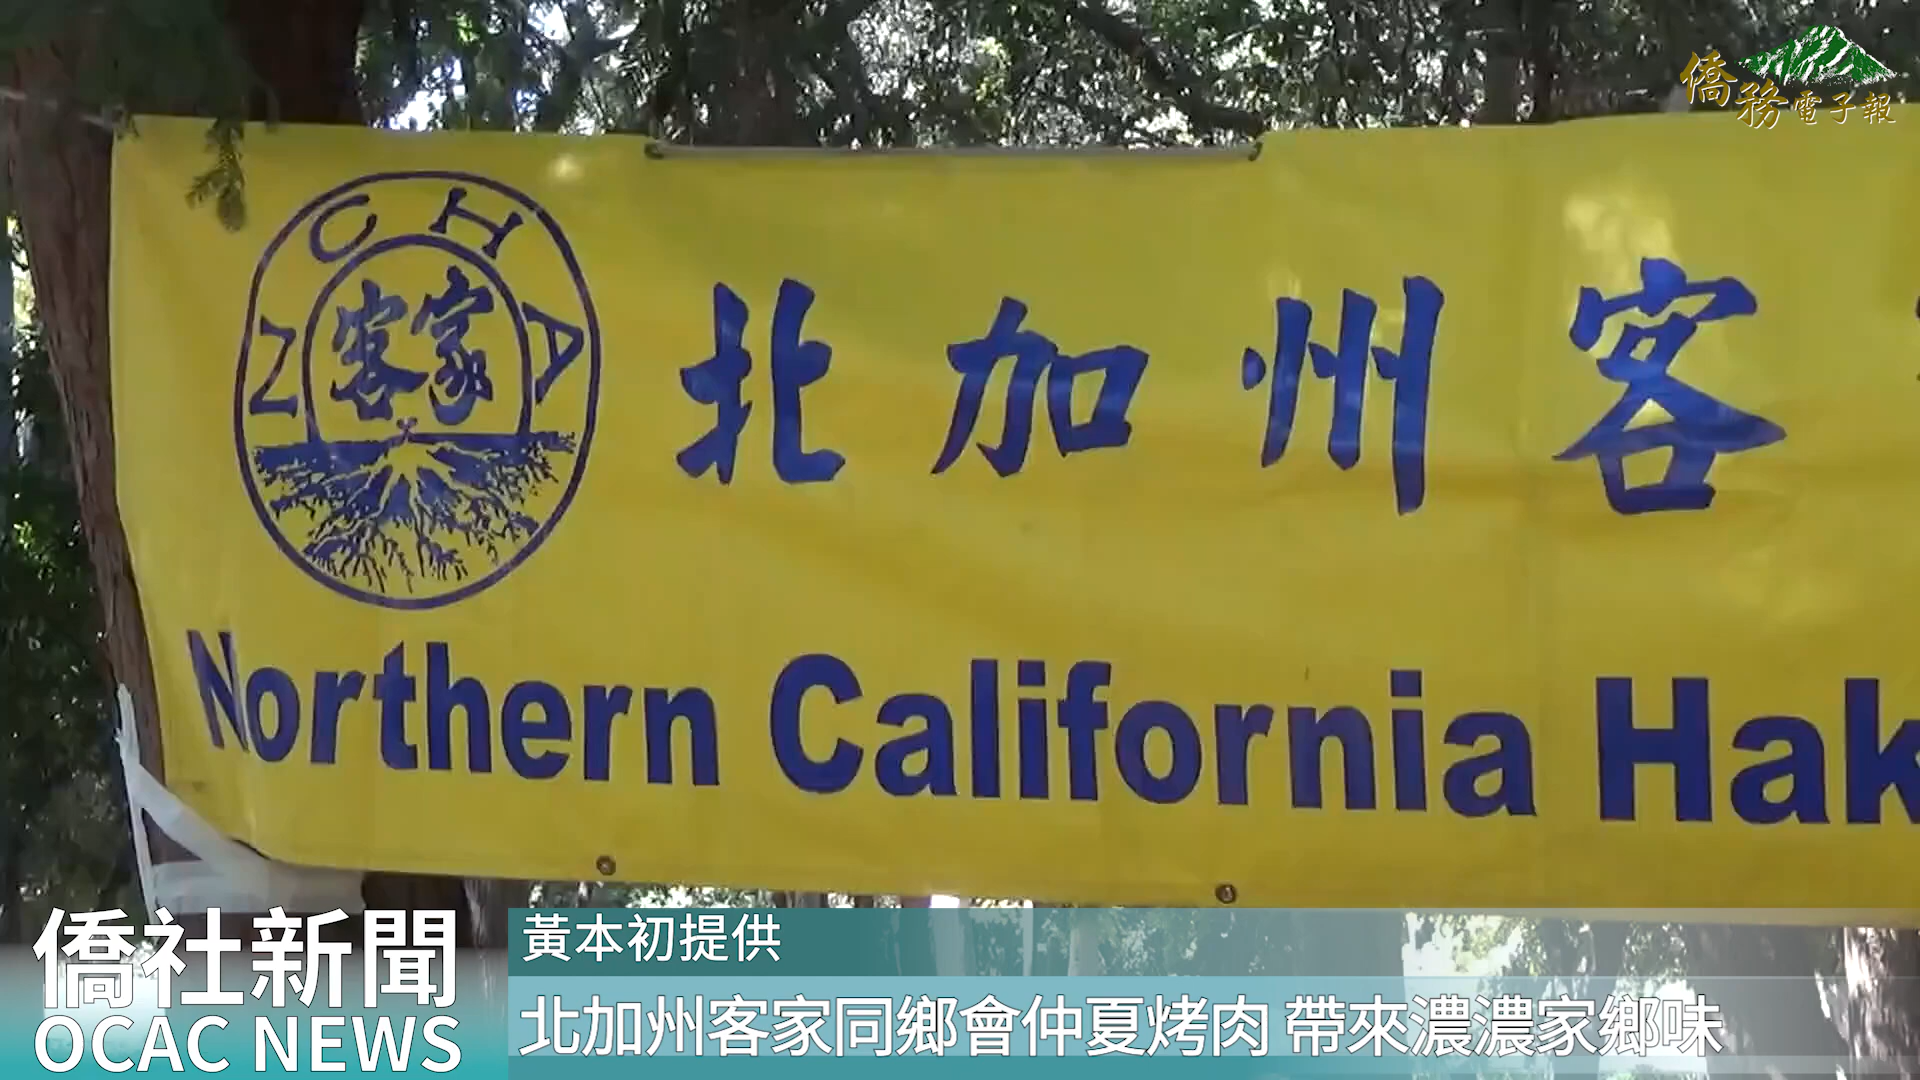 僑務電子報
NCHA
客家
北加州客
Northern California Hak
僑社新聞
OCAC NEWS
黃本初提供
北加州客家同鄉會仲夏烤肉 帶來濃濃家鄉味